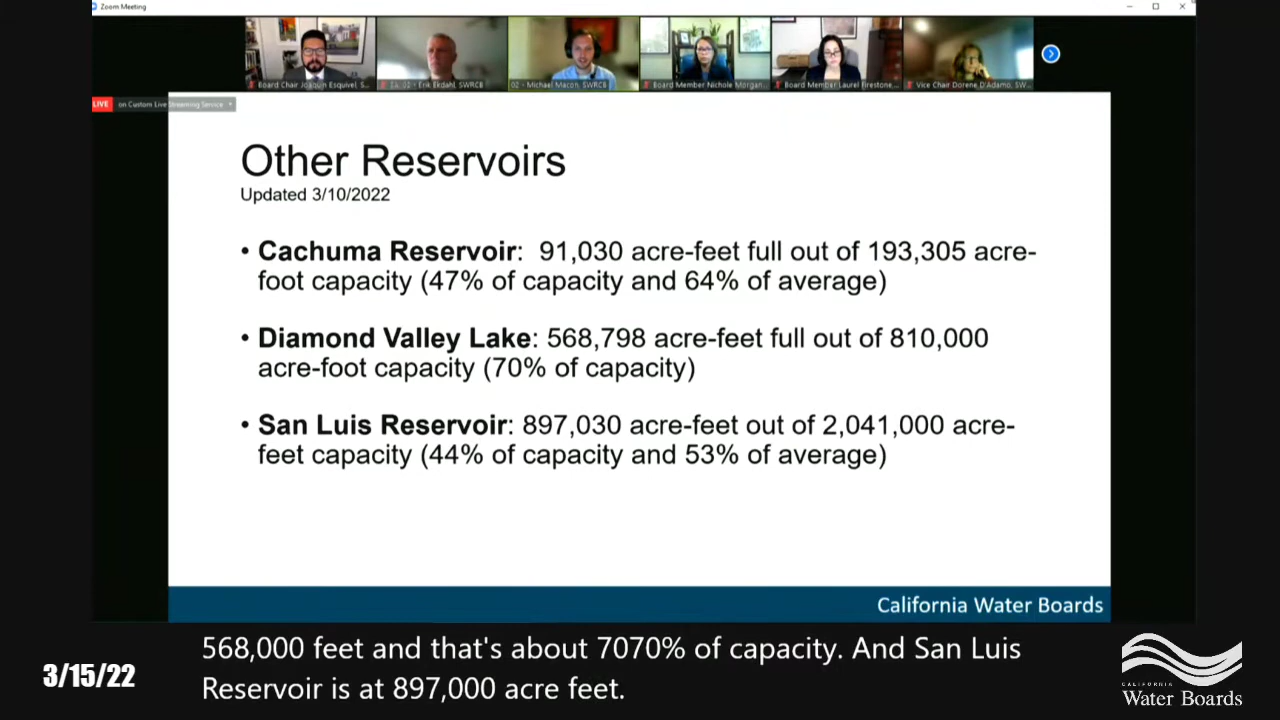 Zoom Meeting
Board Chair Joaquin Esquivel, S...
Erik Ekdahl, SWRCB
02 - Michael Macon, SWRCB
Board Member Nichole Morgan...
Board Member Laurel Firestone...
Vice Chair Dorene D'Adamo, SW...
LIVE on Custom Live Streaming Service
Other Reservoirs
Updated 3/10/2022
• Cachuma Reservoir: 91,030 acre-feet full out of 193,305 acre-
foot capacity (47% of capacity and 64% of average)
• Diamond Valley Lake: 568,798 acre-feet full out of 810,000
acre-foot capacity (70% of capacity)
• San Luis Reservoir: 897,030 acre-feet out of 2,041,000 acre-
feet capacity (44% of capacity and 53% of average)
California Water Boards
568,000 feet and that's about 7070% of capacity. And San Luis
Reservoir is at 897,000 acre feet.
3/15/22
CALIFORNIA
Water Boards